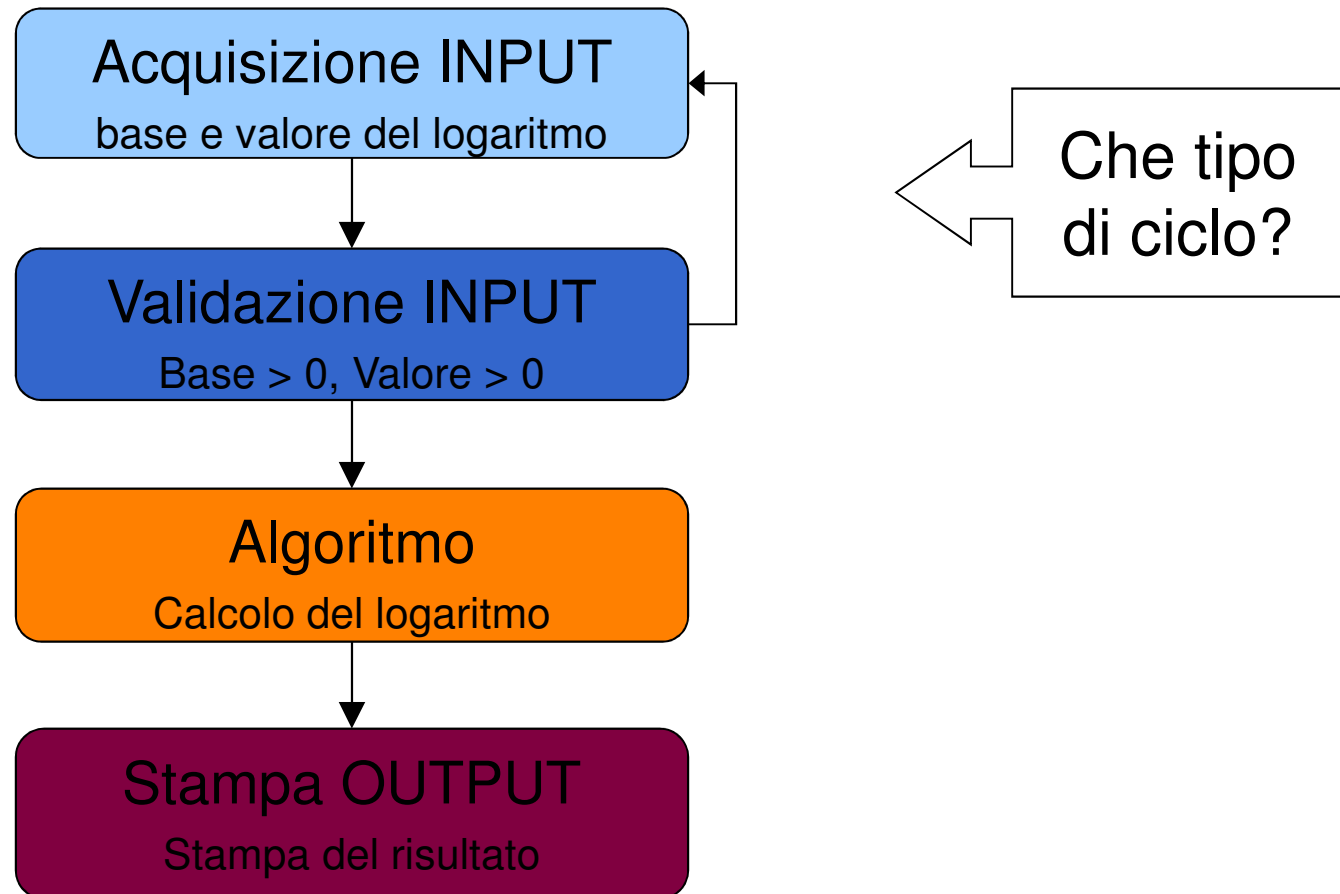 Acquisizione INPUT
base e valore del logaritmo
Che tipo
di ciclo?
Validazione INPUT
Base > 0, Valore > 0
Algoritmo
Calcolo del logaritmo
Stampa OUTPUT
Stampa del risultato